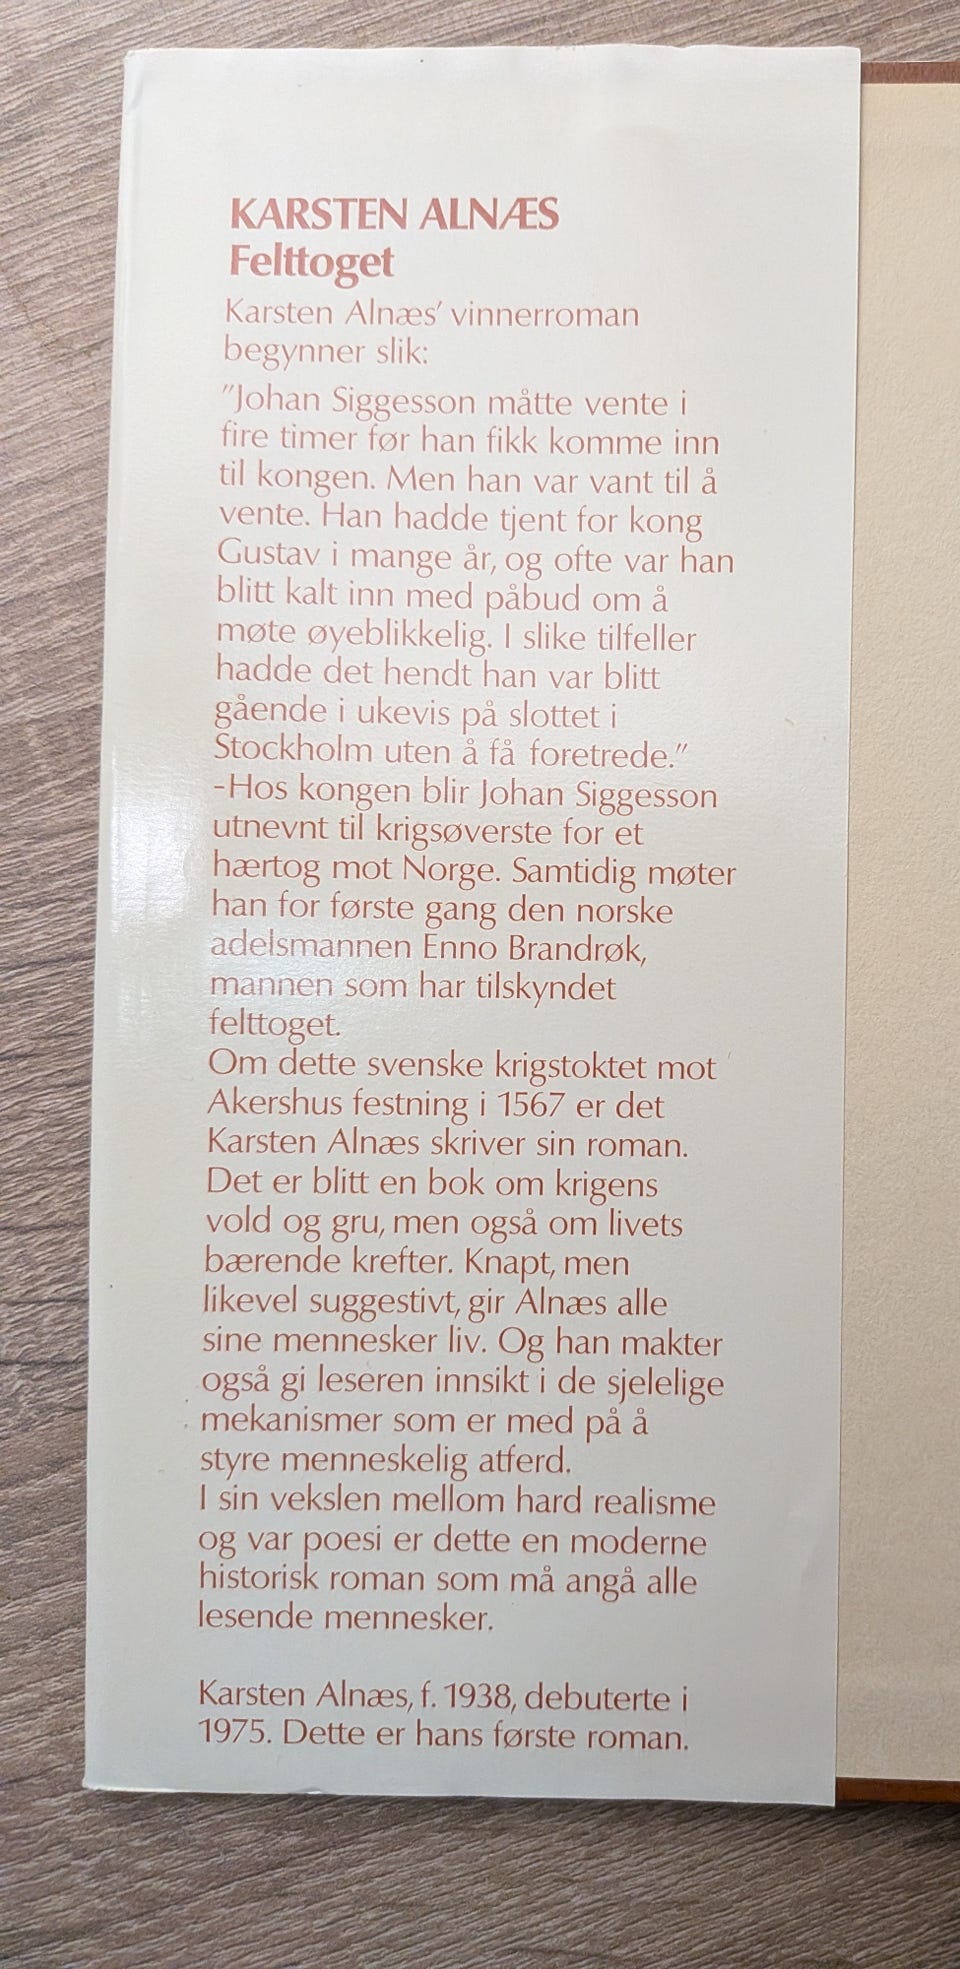 KARSTEN ALNÆS
Felttoget
Karsten Alnæs' vinnerroman
begynner slik:
"Johan Siggesson måtte vente i
fire timer før han fikk komme inn
til kongen. Men han var vant til å
vente. Han hadde tjent for kong
Gustav i mange år, og ofte var han
blitt kalt inn med påbud om å
møte øyeblikkelig. I slike tilfeller
hadde det hendt han var blitt
gående i ukevis på slottet i
Stockholm uten å få foretrede."
-Hos kongen blir Johan Siggesson
utnevnt til krigsøverste for et
hærtog mot Norge. Samtidig møter
han for første gang den norske
adelsmannen Enno Brandrøk,
mannen som har tilskyndet
felttoget.
Om dette svenske krigstoktet mot
Akershus festning i 1567 er det
Karsten Alnæs skriver sin roman.
Det er blitt en bok om krigens
vold og gru, men også om livets
bærende krefter. Knapt, men
likevel suggestivt, gir Alnæs alle
sine mennesker liv. Og han makter
også gi leseren innsikt i de sjelelige
mekanismer som er med på å
styre menneskelig atferd.
I sin vekslen mellom hard realisme
og var poesi er dette en moderne
historisk roman som må angå alle
lesende mennesker.
Karsten Alnæs, f. 1938, debuterte i
1975. Dette er hans første roman.